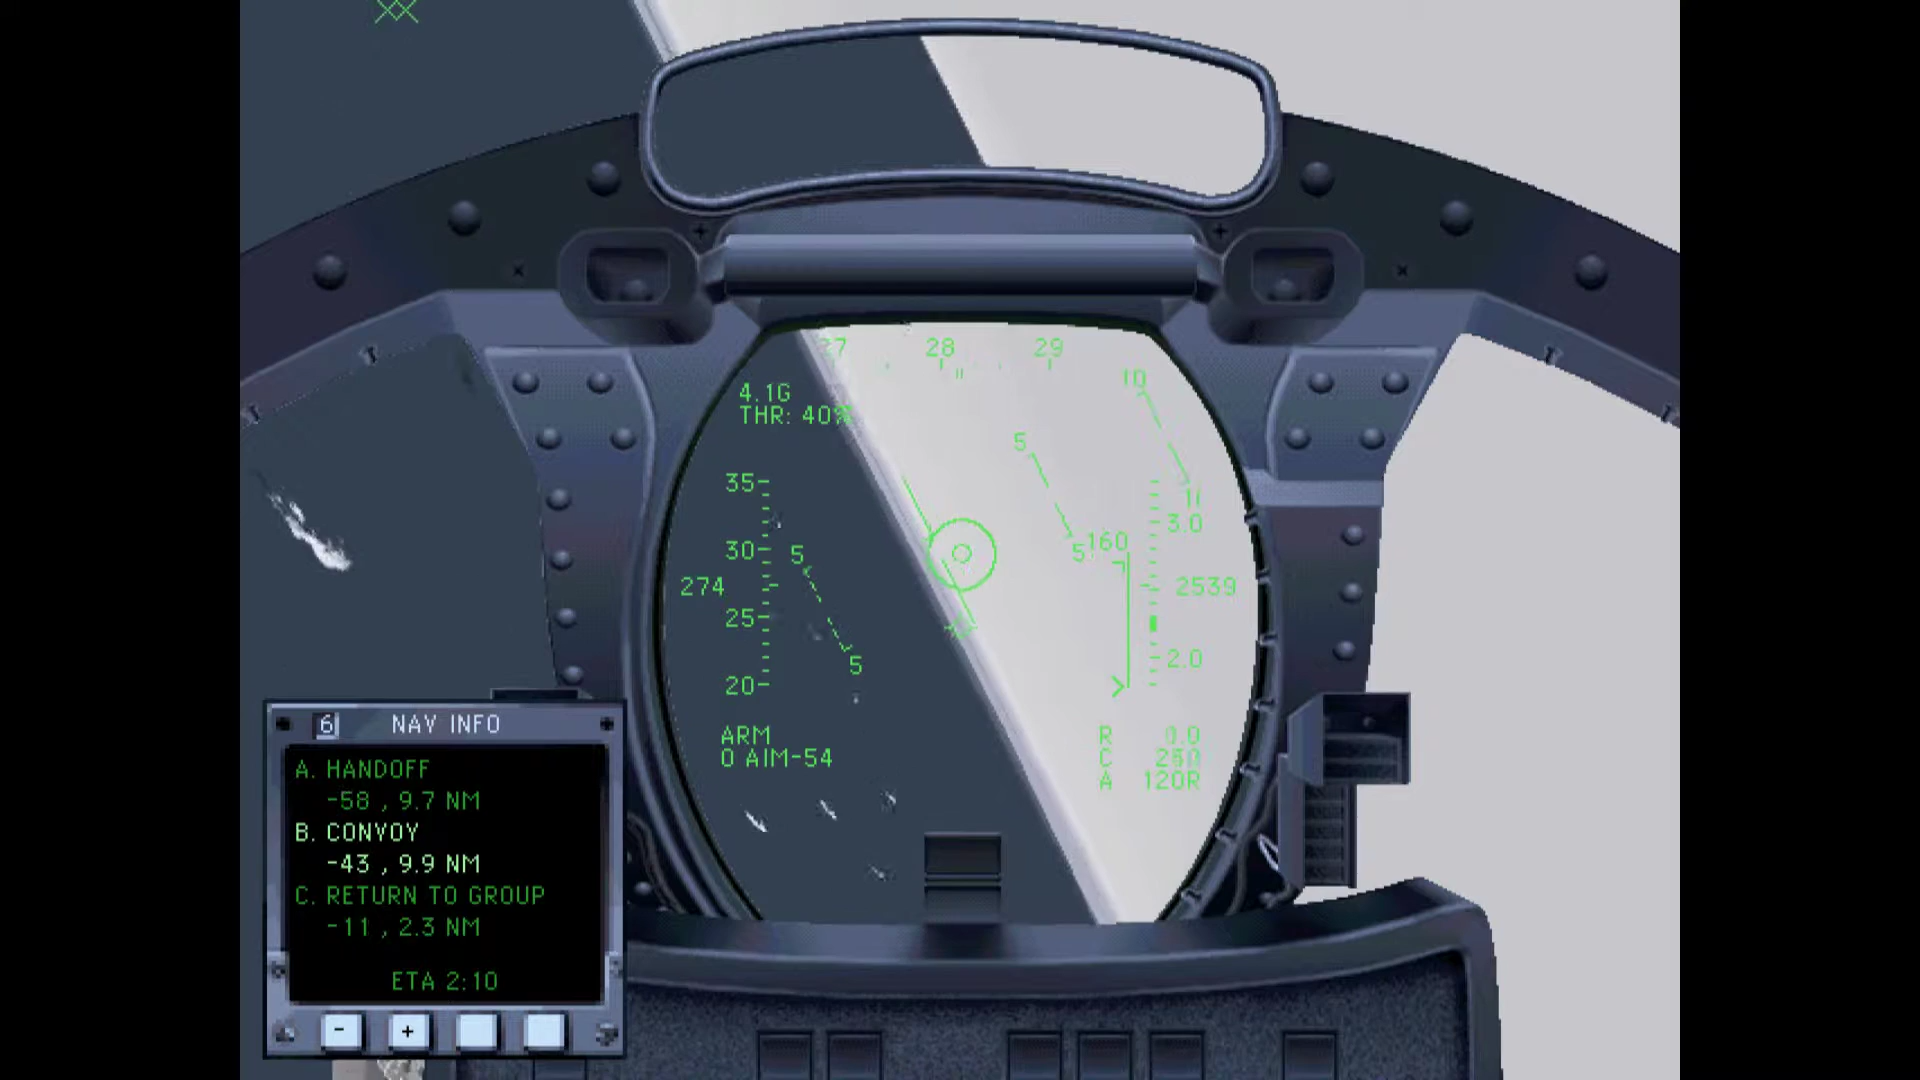 27 28 29
4.1G
THR: 40%
10
5
35
30
274
25
20
5
5
5
160
3.0
2539
2.0
ARM
0 AIM-54
R 0.0
C
A 120R
6 NAV INFO
A. HANDOFF
-58 , 9.7 NM
B. CONVOY
-43 , 9.9 NM
C. RETURN TO GROUP
-11 , 2.3 NM
ETA 2:10
- +